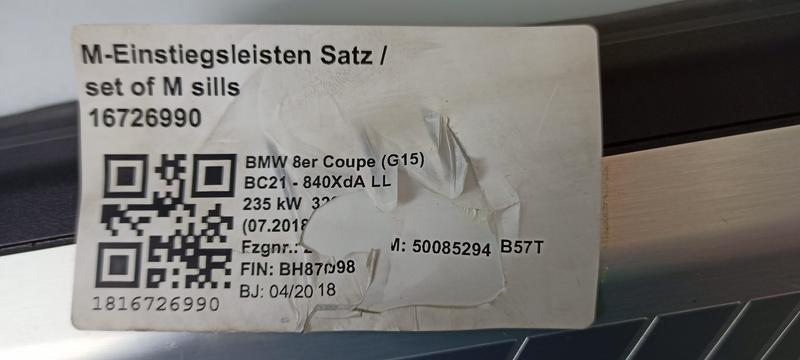 M-Einstiegsleisten Satz /
set of M sills
16726990
BMW 8er Coupe (G15)
BC21 - 840XdA LL
235 kW
(07.2018
Fzgnr.: M: 50085294 B57T
FIN:
BJ: 04/2018
1816726990